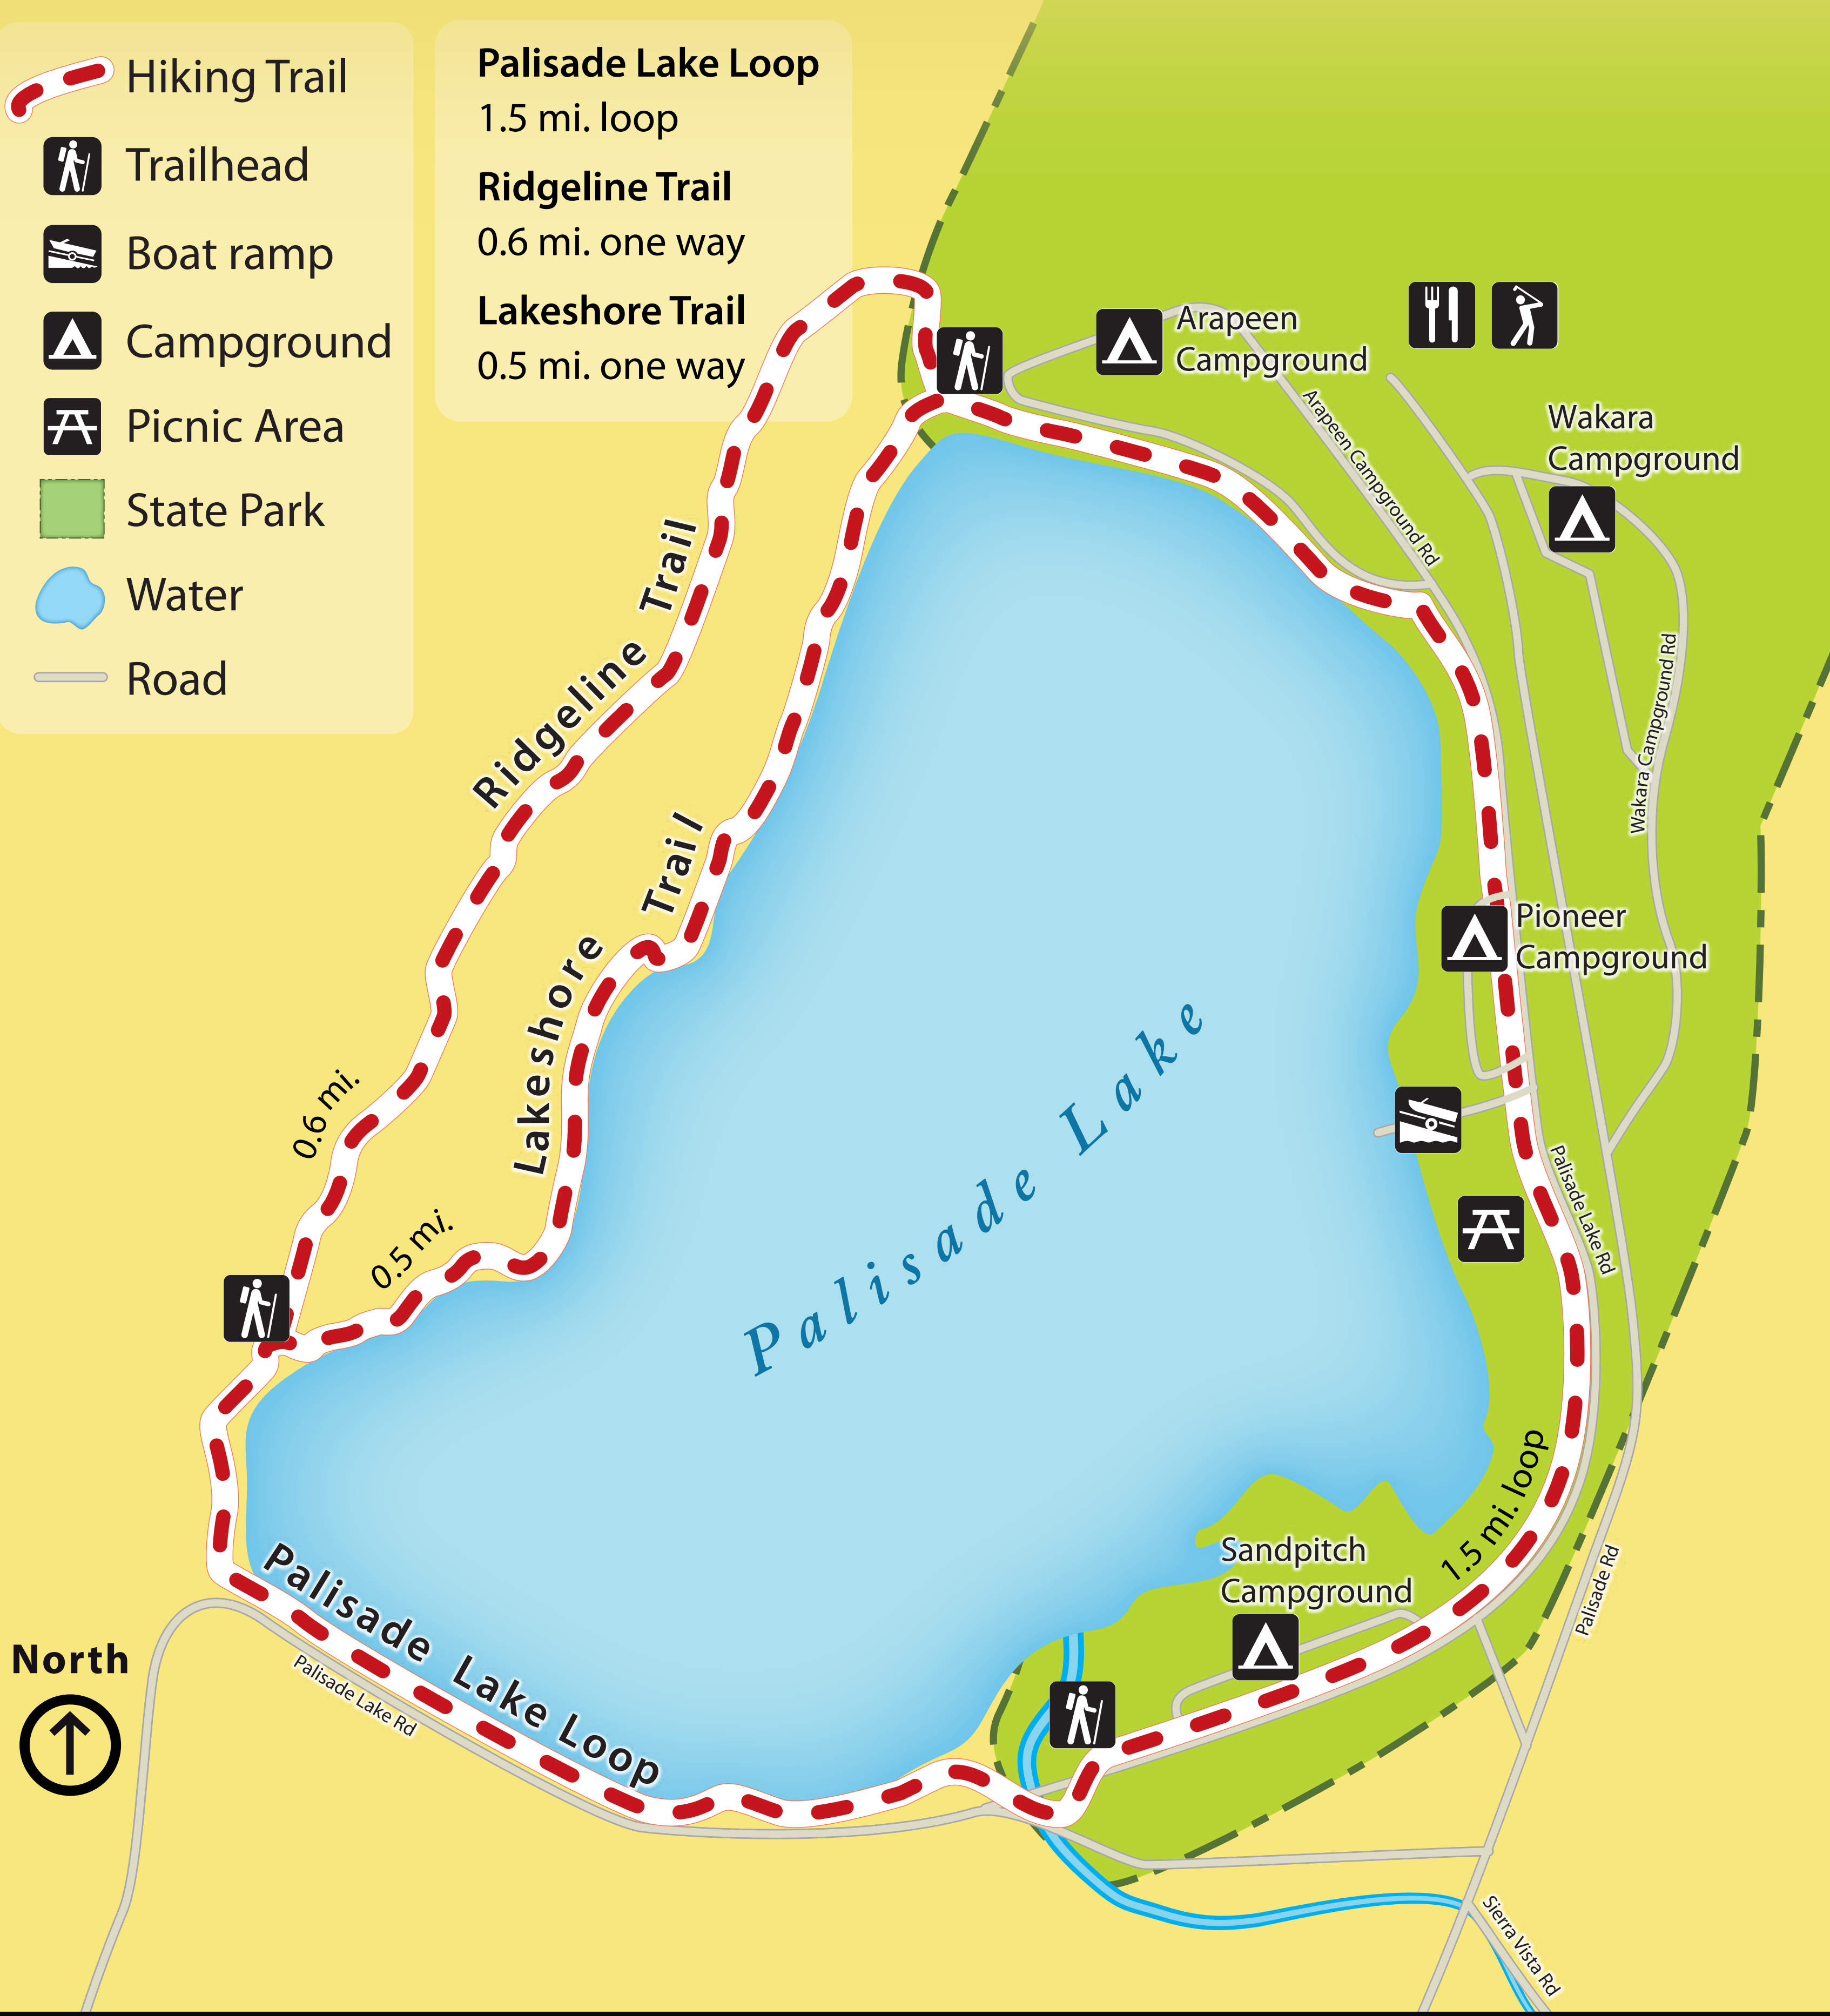 Hiking Trail
Trailhead
Boat ramp
Campground
Picnic Area
State Park
Water
Road
Palisade Lake Loop
1.5 mi. loop
Ridgeline Trail
0.6 mi. one way
Lakeshore Trail
0.5 mi. one way
Arapeen
Campground
Arapeen Campground Rd
Wakara
Campground
Wakara Campground Rd
Ridgeline Trail
Lakeshore Trail
0.6 mi.
0.5 mi.
Pioneer
Campground
Palisade Lake
Palisade Lake Rd
1.5 mi. loop
Sandpitch
Campground
Palisade Rd
Palisade Lake Loop
Palisade Lake Rd
North
Sierra Vista Rd